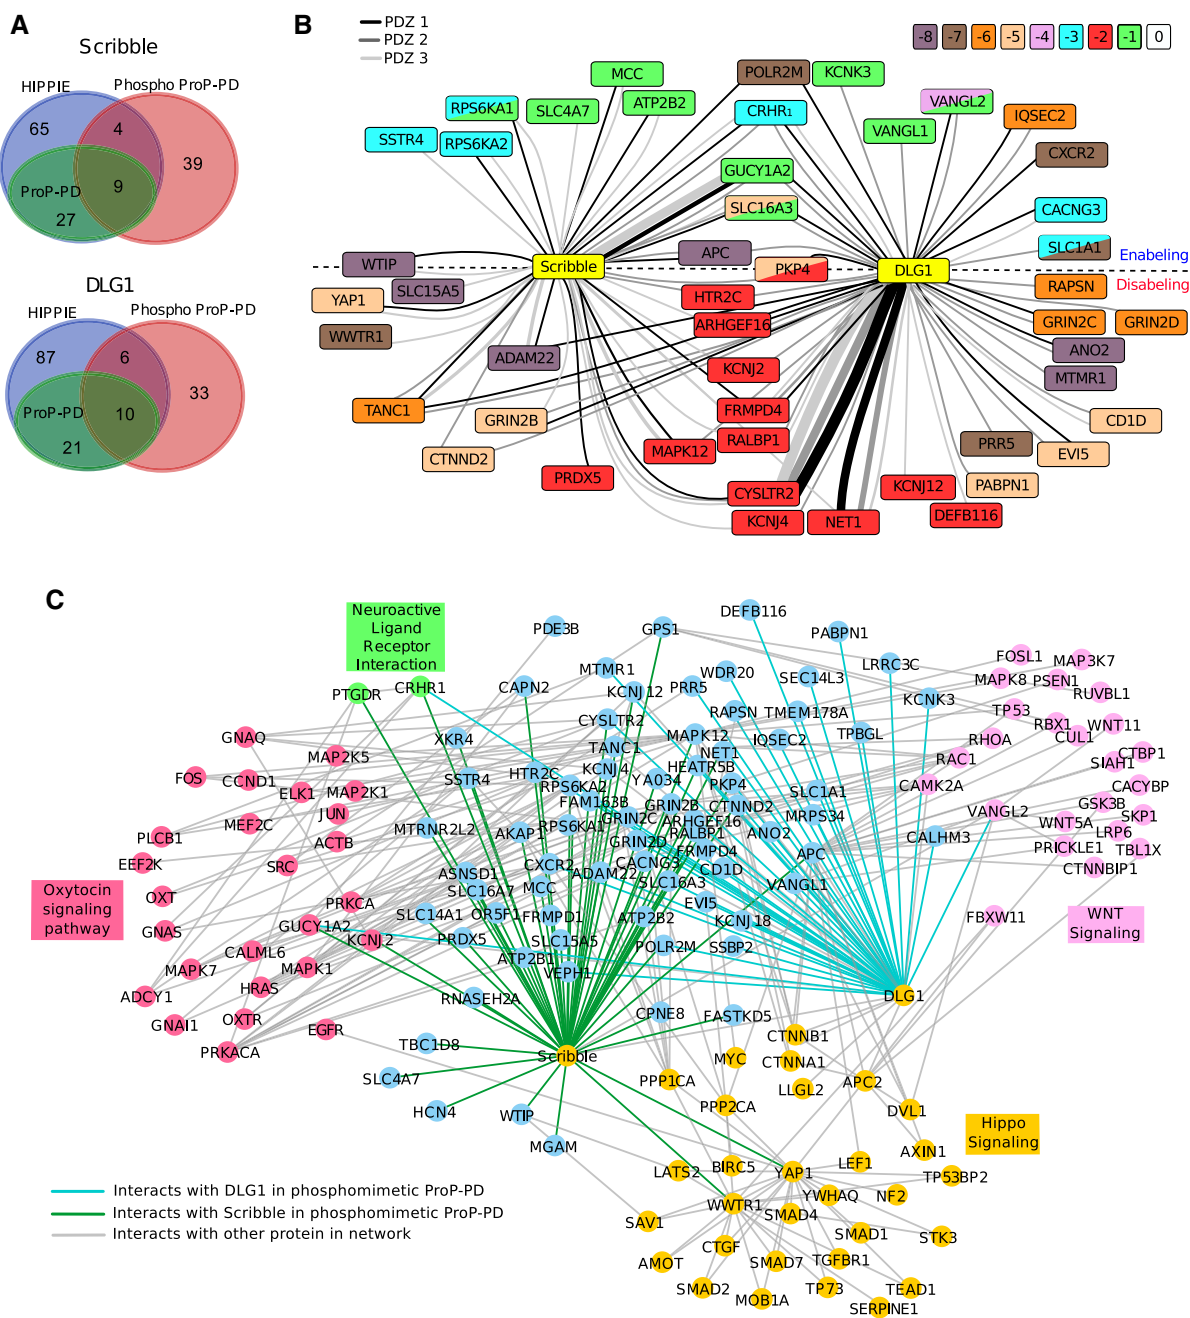 A
Scribble
HIPPIE
Phospho ProP-PD
65
4
39
ProP-PD
9
27
DLG1
HIPPIE
Phospho ProP-PD
87
6
33
ProP-PD
10
21
B
PDZ 1
PDZ 2
PDZ 3
-8 -7 -6 -5 -4 -3 -2 -1 0
MCC
POLR2M
KCNK3
RPS6KA1
SLC4A7
ATP2B2
CRHR1
VANGL2
IQSEC2
SSTR4
RPS6KA2
VANGL1
CXCR2
GUCY1A2
SLC16A3
CACNG3
WTIP
APC
SLC1A1
Enabeling
Scribble
PKP4
DLG1
Disabeling
SLC15A5
YAP1
HTR2C
RAPSN
WWTR1
ARHGEF16
GRIN2C
GRIN2D
ADAM22
ANO2
KCNJ2
MTMR1
TANC1
GRIN2B
FRMPD4
CD1D
RALBP1
PRR5
CTNND2
MAPK12
EVI5
PRDX5
CYSLTR2
KCNJ12
PABPN1
KCNJ4
NET1
DEFB116
C
Neuroactive
Ligand
Receptor
Interaction
PDE3B
GPS1
DEFB116
PABPN1
LRRC3C
FOSL1
MAP3K7
PTGDR
CRHR1
CAPN2
MTMR1
KCNJ12
PRR5
WDR20
SEC14L3
MAPK8
PSEN1
RUVBL1
KCNK3
CYSLTR2
RAPSN
TMEM178A
TP53
RBX1
WNT11
GNAQ
XKR4
MAPK12
TANC1
NET1
IQSEC2
TPBGL
RHOA
CUL1
CTBP1
MAP2K5
HEATR5B
RAC1
SIAH1
FOS
CCND1
ELK1
MAP2K1
SSTR4
HTR2C
KCNJ4
RPS6KA2
YA034
PKP4
SLC1A1
CAMK2A
CACYBP
FAM163B
GRIN2B
CTNND2
JUN
GRIN2C
ARHGEF16
MRPS34
VANGL2
GSK3B
SKP1
MEF2C
MTRNR2L2
AKAP1
RPS6KA1
RALBP1
ANO2
CALHM3
WNT5A
LRP6
PLCB1
ACTB
GRIN2D
FRMPD4
APC
PRICKLE1
TBL1X
EEF2K
SRC
ASNSD1
CXCR2
CACNG3
CD1D
CTNNBIP1
ADAM22
Oxytocin
signaling
pathway
OXT
SLC16A7
MCC
SLC16A3
VANGL1
PRKCA
SLC14A1
OR5F1
FRMPD1
ATP2B2
EVI5
KCNJ18
FBXW11
WNT
Signaling
GNAS
GUCY1A2
KCNJ2
PRDX5
SLC15A5
POLR2M
SSBP2
CALML6
MAPK7
MAPK1
ATP2B1
VEPH1
ADCY1
HRAS
RNASEH2A
DLG1
GNAI1
OXTR
EGFR
CPNE8
FASTKD5
PRKACA
TBC1D8
Scribble
MYC
CTNNB1
CTNNA1
SLC4A7
PPP1CA
LLGL2
APC2
HCN4
WTIP
PPP2CA
DVL1
Hippo
Signaling
MGAM
AXIN1
LATS2
BIRC5
YAP1
LEF1
TP53BP2
Interacts with DLG1 in phosphomimetic ProP-PD
YWHAQ
NF2
WWTR1
Interacts with Scribble in phosphomimetic ProP-PD
SAV1
SMAD4
Interacts with other protein in network
SMAD1
STK3
CTGF
AMOT
SMAD7
TGFBR1
SMAD2
TP73
TEAD1
MOB1A
SERPINE1